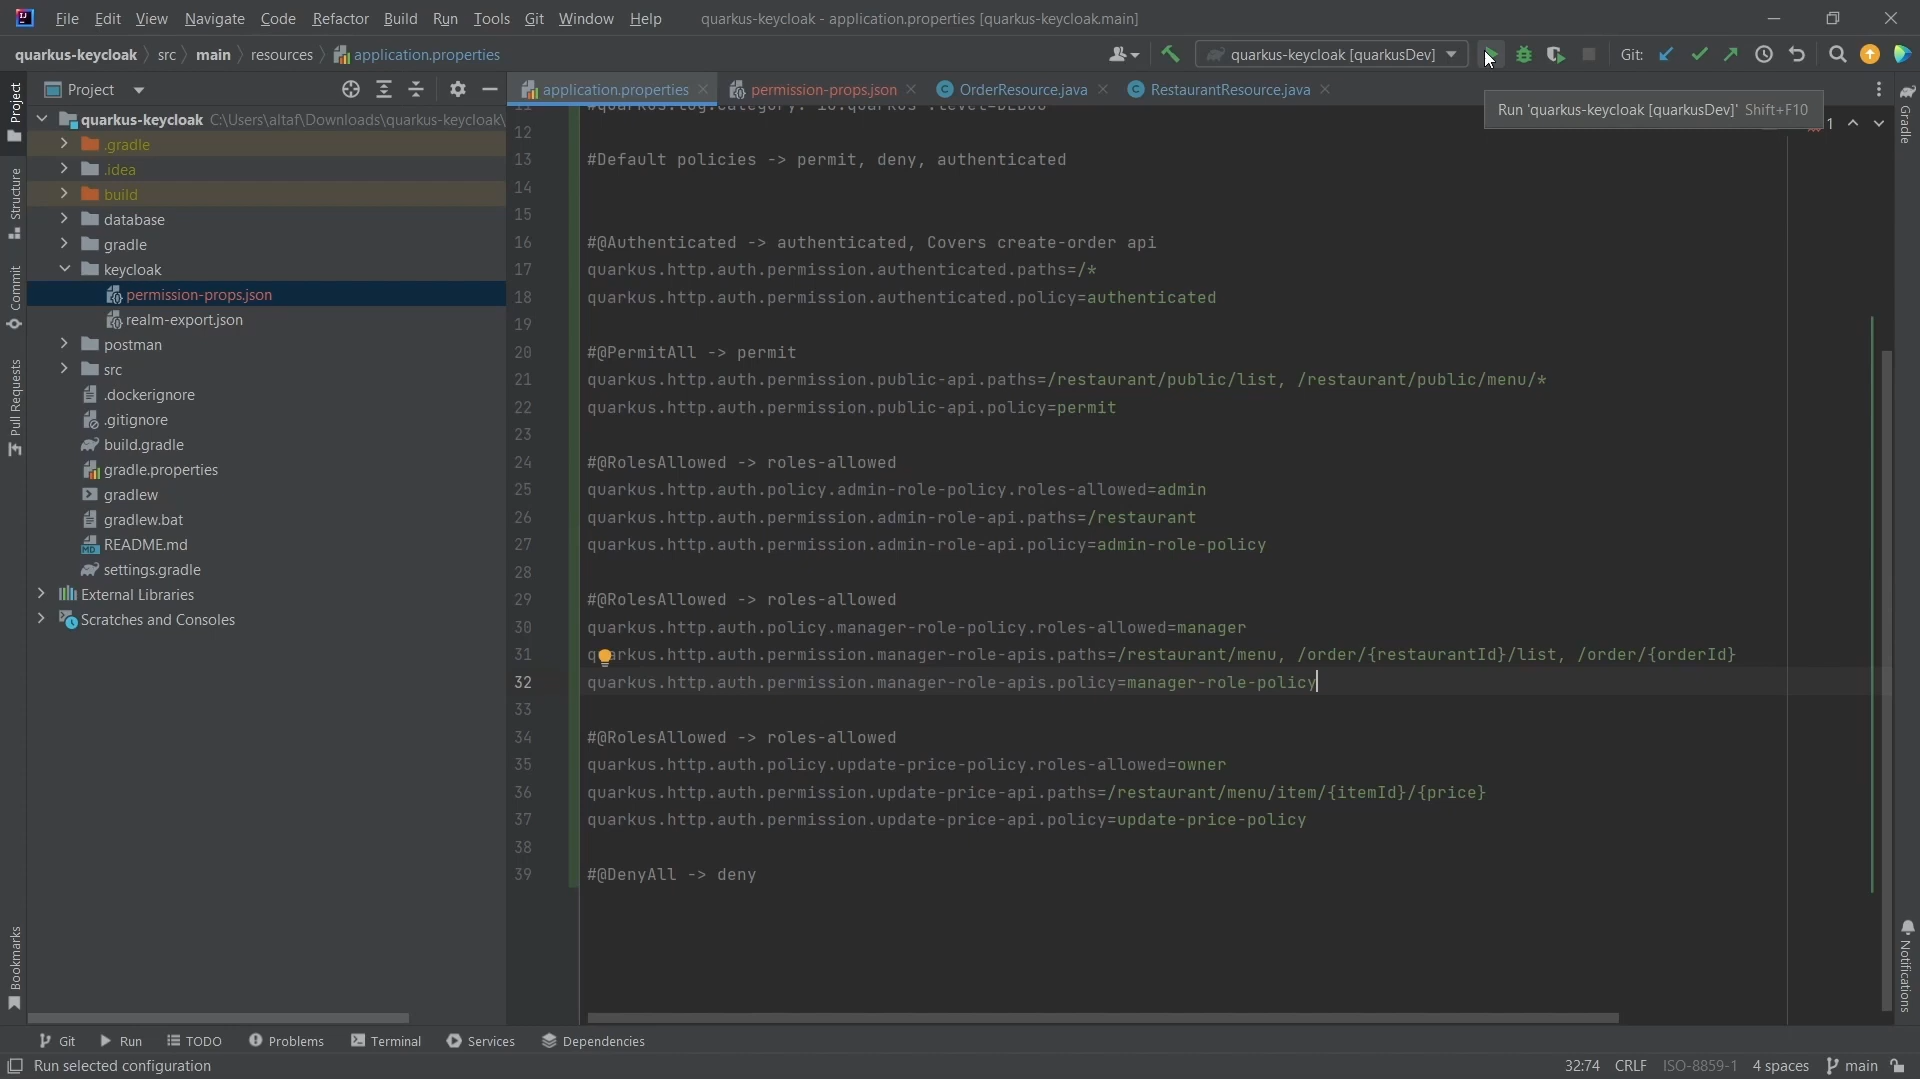 File Edit View Navigate Code Refactor Build Run Tools Git Window Help quarkus-keycloak - application.properties [quarkus-keycloak.main]
quarkus-keycloak src main resources application.properties quarkus-keycloak [quarkusDev] Git:
Project application.properties permission-props.json OrderResource.java RestaurantResource.java
Run 'quarkus-keycloak [quarkusDev]' Shift+F10
1
Project
Structure
Commit
Pull Requests
Bookmarks
Gradle
Notifications
quarkus-keycloak C:\Users\altaf\Downloads\quarkus-keycloak\
.gradle
.idea
build
database
gradle
keycloak
permission-props.json
realm-export.json
postman
src
.dockerignore
.gitignore
build.gradle
gradle.properties
gradlew
gradlew.bat
README.md
settings.gradle
External Libraries
Scratches and Consoles
12
13 #Default policies -> permit, deny, authenticated
14
15
16 #@Authenticated -> authenticated, Covers create-order api
17 quarkus.http.auth.permission.authenticated.paths=/*
18 quarkus.http.auth.permission.authenticated.policy=authenticated
19
20 #@PermitAll -> permit
21 quarkus.http.auth.permission.public-api.paths=/restaurant/public/list, /restaurant/public/menu/*
22 quarkus.http.auth.permission.public-api.policy=permit
23
24 #@RolesAllowed -> roles-allowed
25 quarkus.http.auth.policy.admin-role-policy.roles-allowed=admin
26 quarkus.http.auth.permission.admin-role-api.paths=/restaurant
27 quarkus.http.auth.permission.admin-role-api.policy=admin-role-policy
28
29 #@RolesAllowed -> roles-allowed
30 quarkus.http.auth.policy.manager-role-policy.roles-allowed=manager
31 quarkus.http.auth.permission.manager-role-apis.paths=/restaurant/menu, /order/{restaurantId}/list, /order/{orderId}
32 quarkus.http.auth.permission.manager-role-apis.policy=manager-role-policy
33
34 #@RolesAllowed -> roles-allowed
35 quarkus.http.auth.policy.update-price-policy.roles-allowed=owner
36 quarkus.http.auth.permission.update-price-api.paths=/restaurant/menu/item/{itemId}/{price}
37 quarkus.http.auth.permission.update-price-api.policy=update-price-policy
38
39 #@DenyAll -> deny
Git Run TODO Problems Terminal Services Dependencies
Run selected configuration 32:74 CRLF ISO-8859-1 4 spaces main